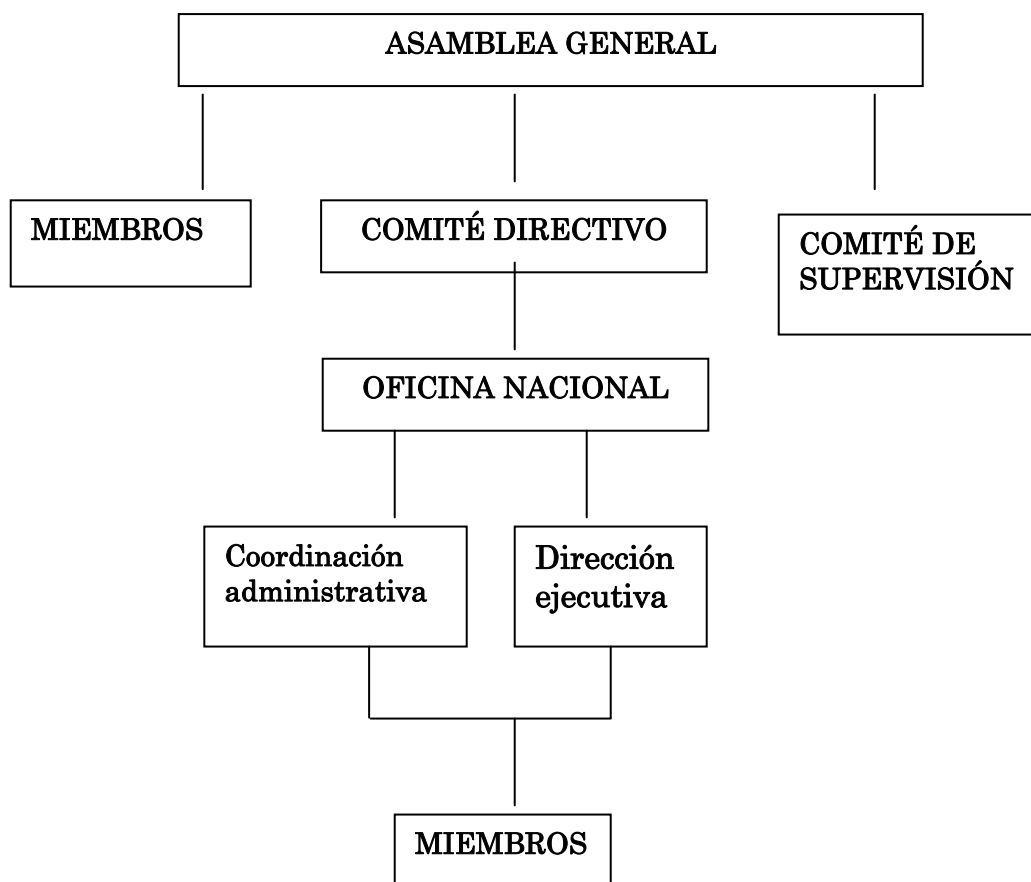 ASAMBLEA GENERAL
MIEMBROS
COMITÉ DIRECTIVO
COMITÉ DE
SUPERVISIÓN
OFICINA NACIONAL
Coordinación
administrativa
Dirección
ejecutiva
MIEMBROS